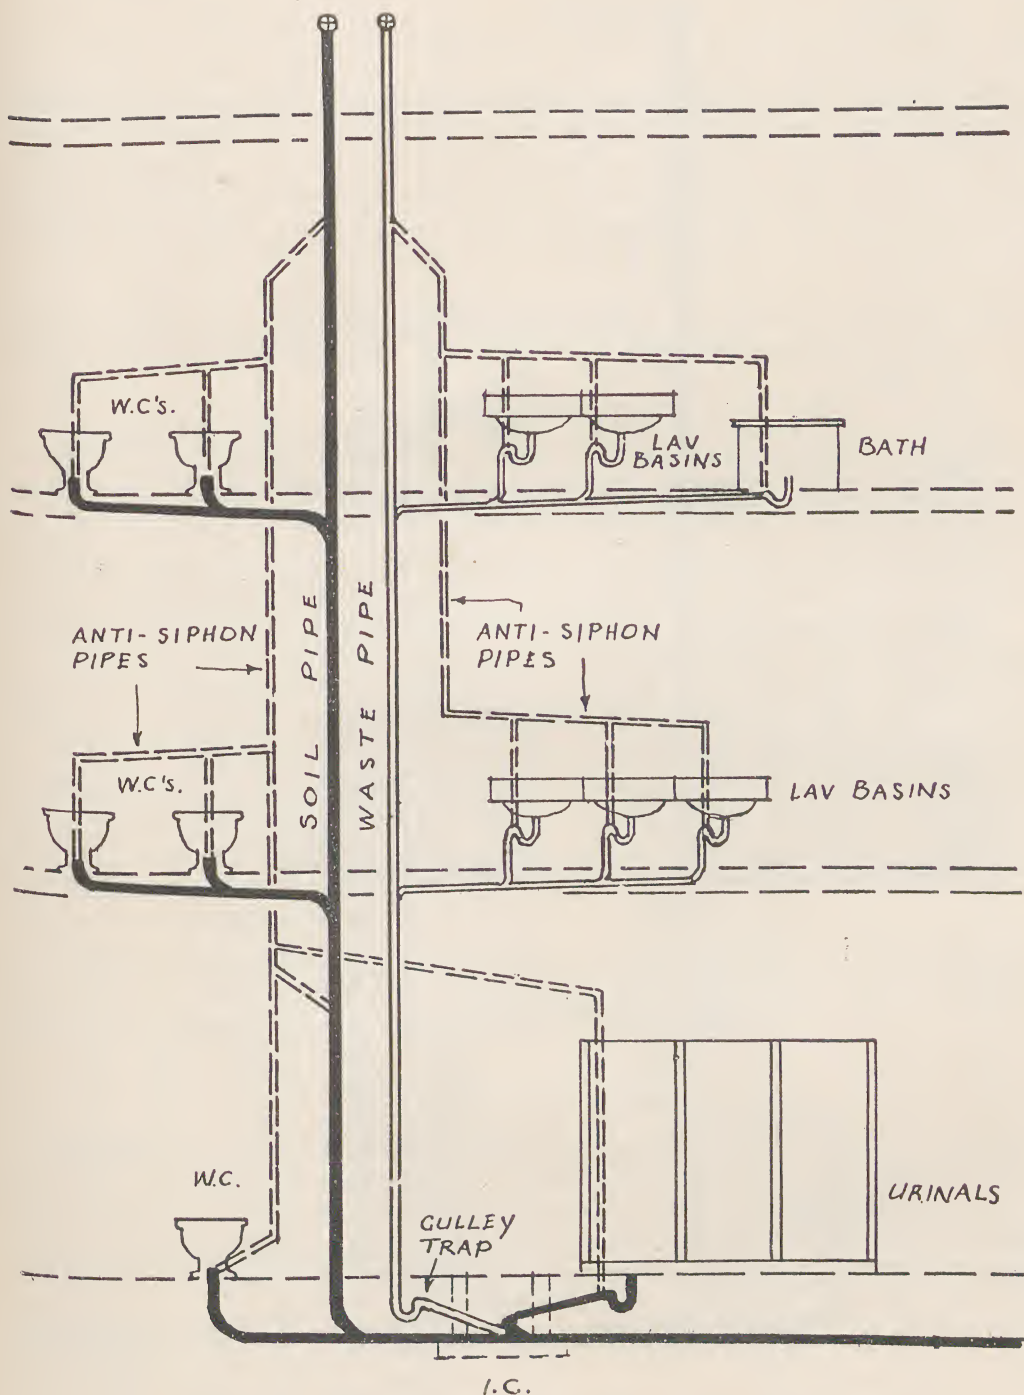 W.C's.
LAV
BASINS
BATH
SOIL PIPE
WASTE PIPE
ANTI-SIPHON
PIPES
ANTI-SIPHON
PIPES
W.C's.
LAV BASINS
W.C.
GULLEY
TRAP
URINALS
I.C.